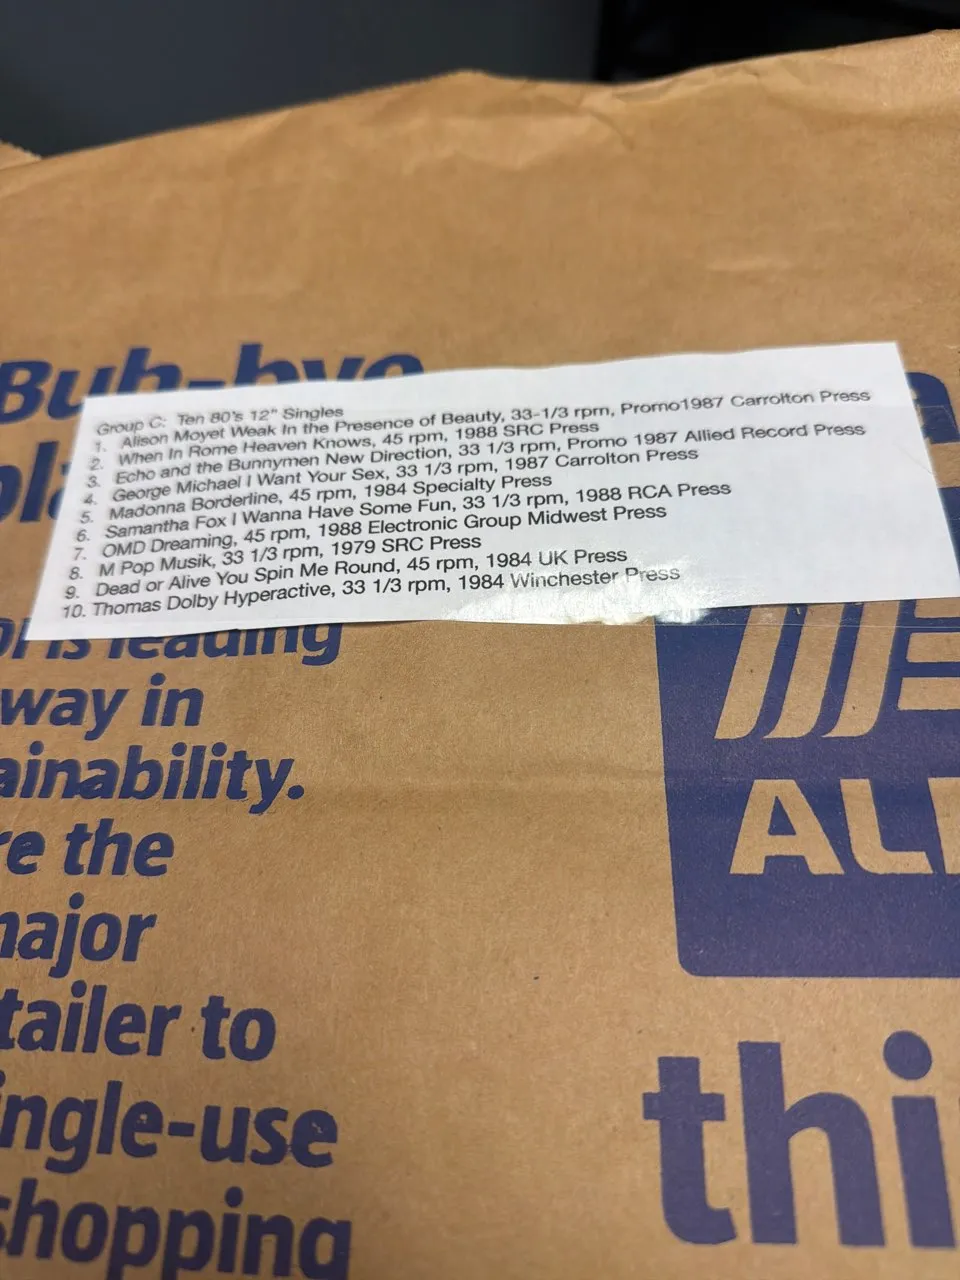 Buh-bye
pla
Group C: Ten 80's 12" Singles
1. Alison Moyet Weak In the Presence of Beauty, 33-1/3 rpm, Promo1987 Carrolton Press
2. When In Rome Heaven Knows, 45 rpm, 1988 SRC Press
3. Echo and the Bunnymen New Direction, 33 1/3 rpm, Promo 1987 Allied Record Press
4. George Michael I Want Your Sex, 33 1/3 rpm, 1987 Carrolton Press
5. Madonna Borderline, 45 rpm, 1984 Specialty Press
6. Samantha Fox I Wanna Have Some Fun, 33 1/3 rpm, 1988 RCA Press
7. OMD Dreaming, 45 rpm, 1988 Electronic Group Midwest Press
8. M Pop Musik, 33 1/3 rpm, 1979 SRC Press
9. Dead or Alive You Spin Me Round, 45 rpm, 1984 UK Press
10. Thomas Dolby Hyperactive, 33 1/3 rpm, 1984 Winchester Press
is leading
way in
ainability.
re the
major
tailer to
ingle-use
shopping
ALI
thi